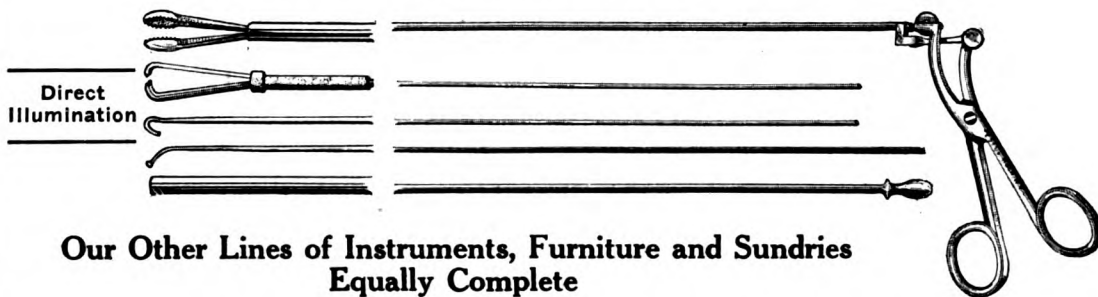 Direct
Illumination
Our Other Lines of Instruments, Furniture and Sundries
Equally Complete